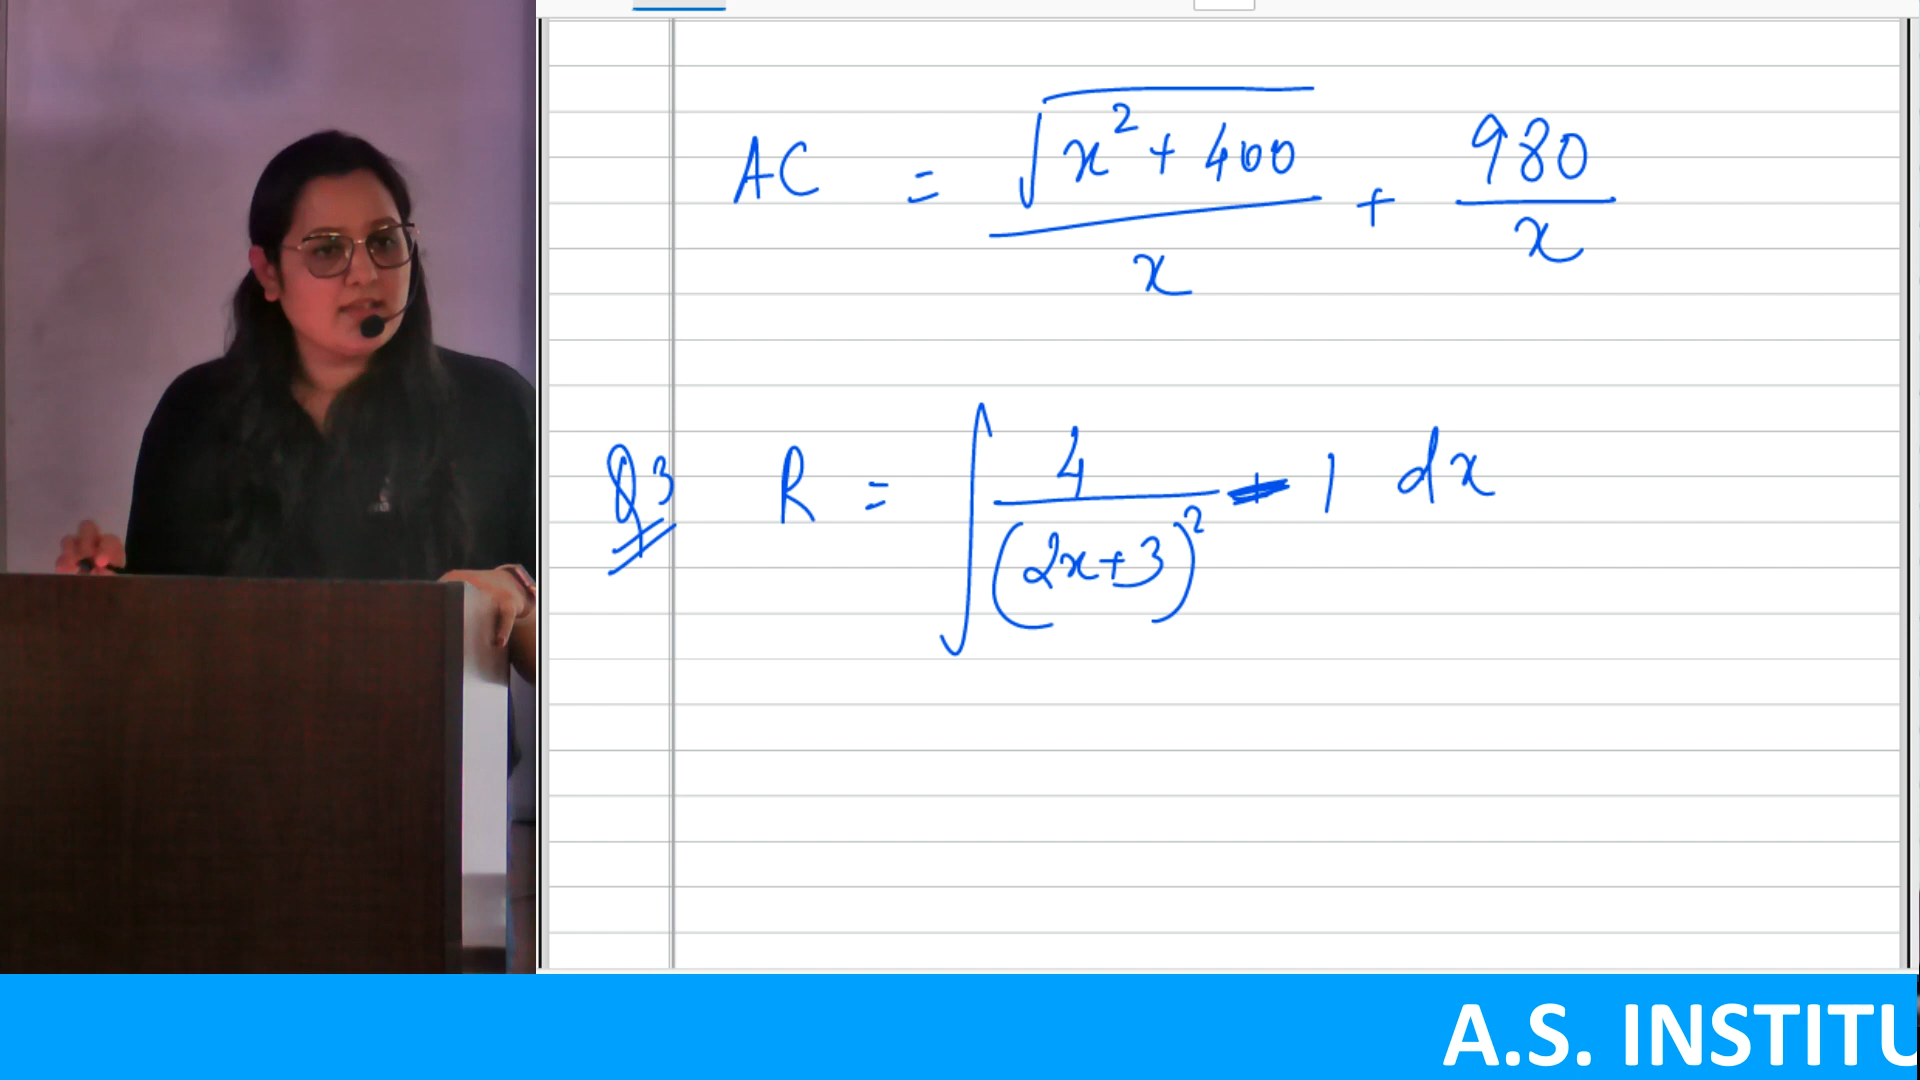 AC = √(x² + 400) / x + 980 / x
Q3 R = ∫ 4 / (2x+3)² - 1 dx
A.S. INSTITU